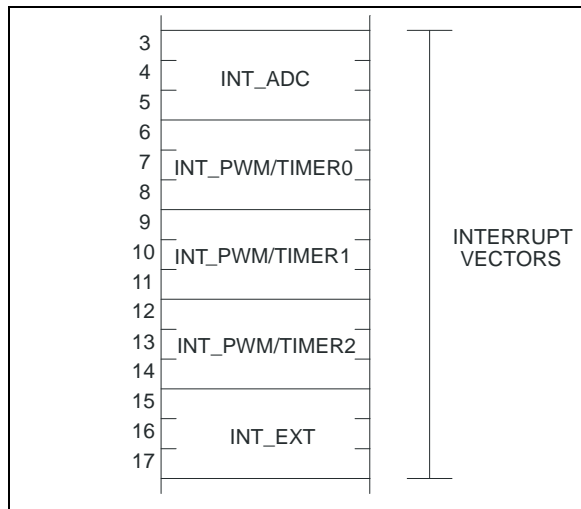 3
4
5
INT_ADC
6
7
8
INT_PWM/TIMER0
9
10
11
INT_PWM/TIMER1
12
13
14
INT_PWM/TIMER2
15
16
17
INT_EXT
INTERRUPT
VECTORS